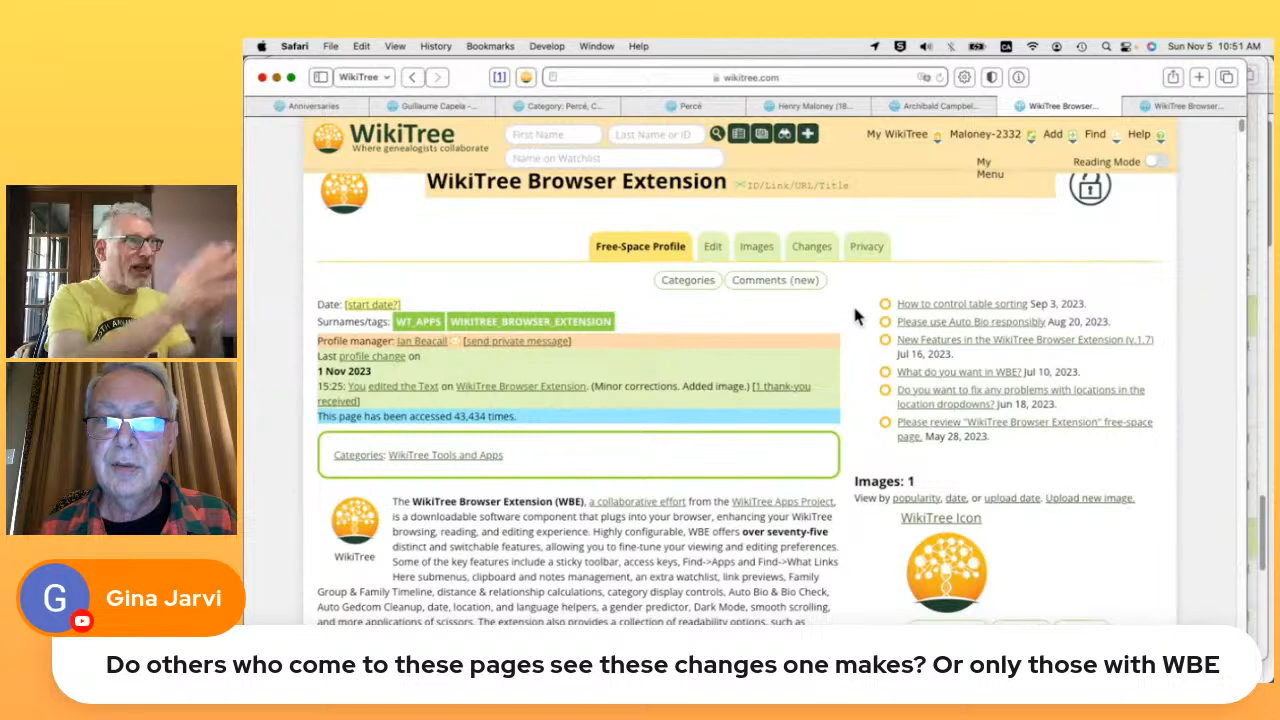 Safari File Edit View History Bookmarks Develop Window Help
Sun Nov 5 10:51 AM
WikiTree
[1]
wikitree.com
Anniversaries
Guillaume Capela -...
Category: Percé, C...
Percé
Henry Maloney (18...
Archibald Campbel...
WikiTree Browser...
WikiTree Browser...
WikiTree
Where genealogists collaborate
First Name
Last Name or ID
Name on Watchlist
My WikiTree
Maloney-2332
Add
Find
Help
My
Menu
Reading Mode
WikiTree Browser Extension
ID/Link/URL/Title
Free-Space Profile
Edit
Images
Changes
Privacy
Categories
Comments (new)
Date: [start date?]
Surnames/tags: WT_APPS WIKITREE_BROWSER_EXTENSION
Profile manager: Ian Beacall [send private message]
Last profile change on
1 Nov 2023
15:25: You edited the Text on WikiTree Browser Extension. (Minor corrections. Added image.) [1 thank-you
received]
This page has been accessed 43,434 times.
Categories: WikiTree Tools and Apps
WikiTree
The WikiTree Browser Extension (WBE), a collaborative effort from the WikiTree Apps Project,
is a downloadable software component that plugs into your browser, enhancing your WikiTree
browsing, reading, and editing experience. Highly configurable, WBE offers over seventy-five
distinct and switchable features, allowing you to fine-tune your viewing and editing preferences.
Some of the key features include a sticky toolbar, access keys, Find->Apps and Find->What Links
Here submenus, clipboard and notes management, an extra watchlist, link previews, Family
Group & Family Timeline, distance & relationship calculations, category display controls, Auto Bio & Bio Check,
Auto Gedcom Cleanup, date, location, and language helpers, a gender predictor, Dark Mode, smooth scrolling,
and more applications of scissors. The extension also provides a collection of readability options, such as
How to control table sorting Sep 3, 2023.
Please use Auto Bio responsibly Aug 20, 2023.
New Features in the WikiTree Browser Extension (v.1.7)
Jul 16, 2023.
What do you want in WBE? Jul 10, 2023.
Do you want to fix any problems with locations in the
location dropdowns? Jun 18, 2023.
Please review "WikiTree Browser Extension" free-space
page. May 28, 2023.
Images: 1
View by popularity, date, or upload date. Upload new image.
WikiTree Icon
G
Gina Jarvi
Do others who come to these pages see these changes one makes? Or only those with WBE